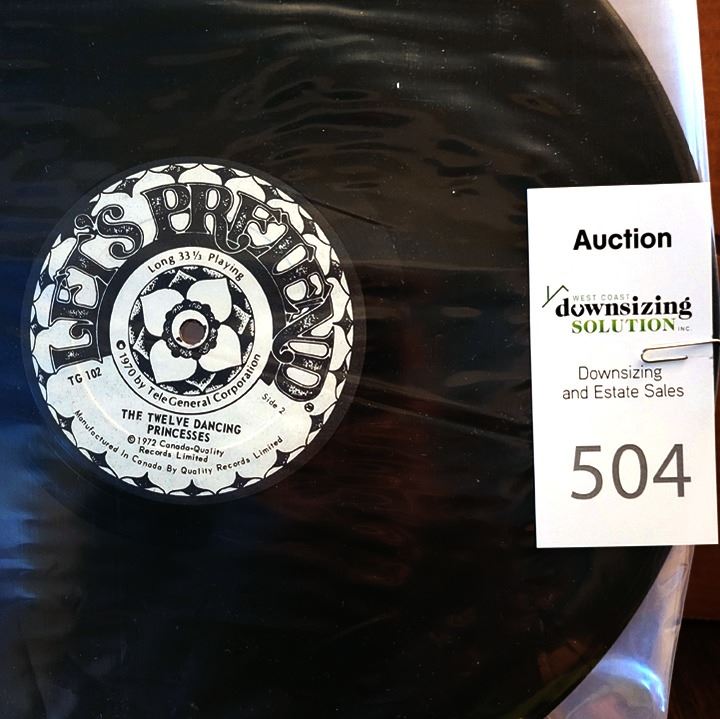 LET'S PRETEND
®
Long 33 1/3 Playing
© 1970 by TeleGeneral Corporation
TG 102
Side 2
THE TWELVE DANCING
PRINCESSES
© 1972 Canada-Quality
Records Limited
Manufactured In Canada By Quality Records Limited
Auction
WEST COAST
downsizing
SOLUTION INC.
Downsizing
and Estate Sales
504